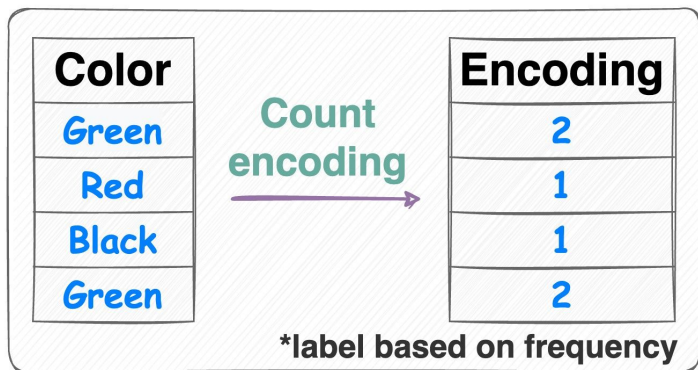 Color
Green
Red
Black
Green
Count
encoding
Encoding
2
1
1
2
*label based on frequency